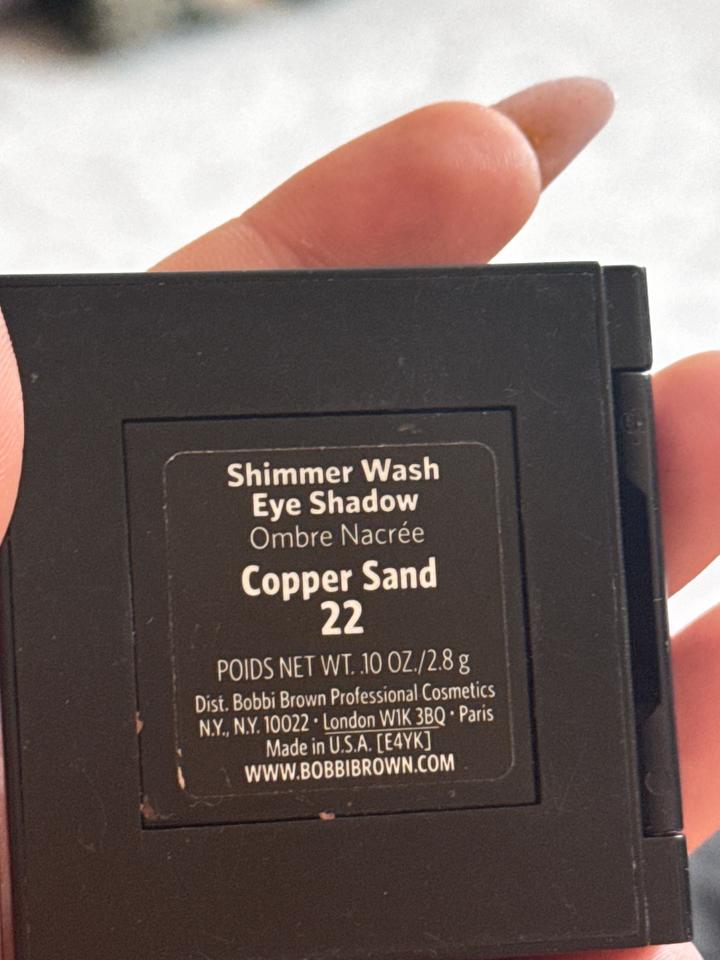 Shimmer Wash
Eye Shadow
Ombre Nacrée
Copper Sand
22
POIDS NET WT. .10 OZ./2.8 g
Dist. Bobbi Brown Professional Cosmetics
N.Y., N.Y. 10022 · London W1K 3BQ · Paris
Made in U.S.A. [E4YK]
WWW.BOBBIBROWN.COM